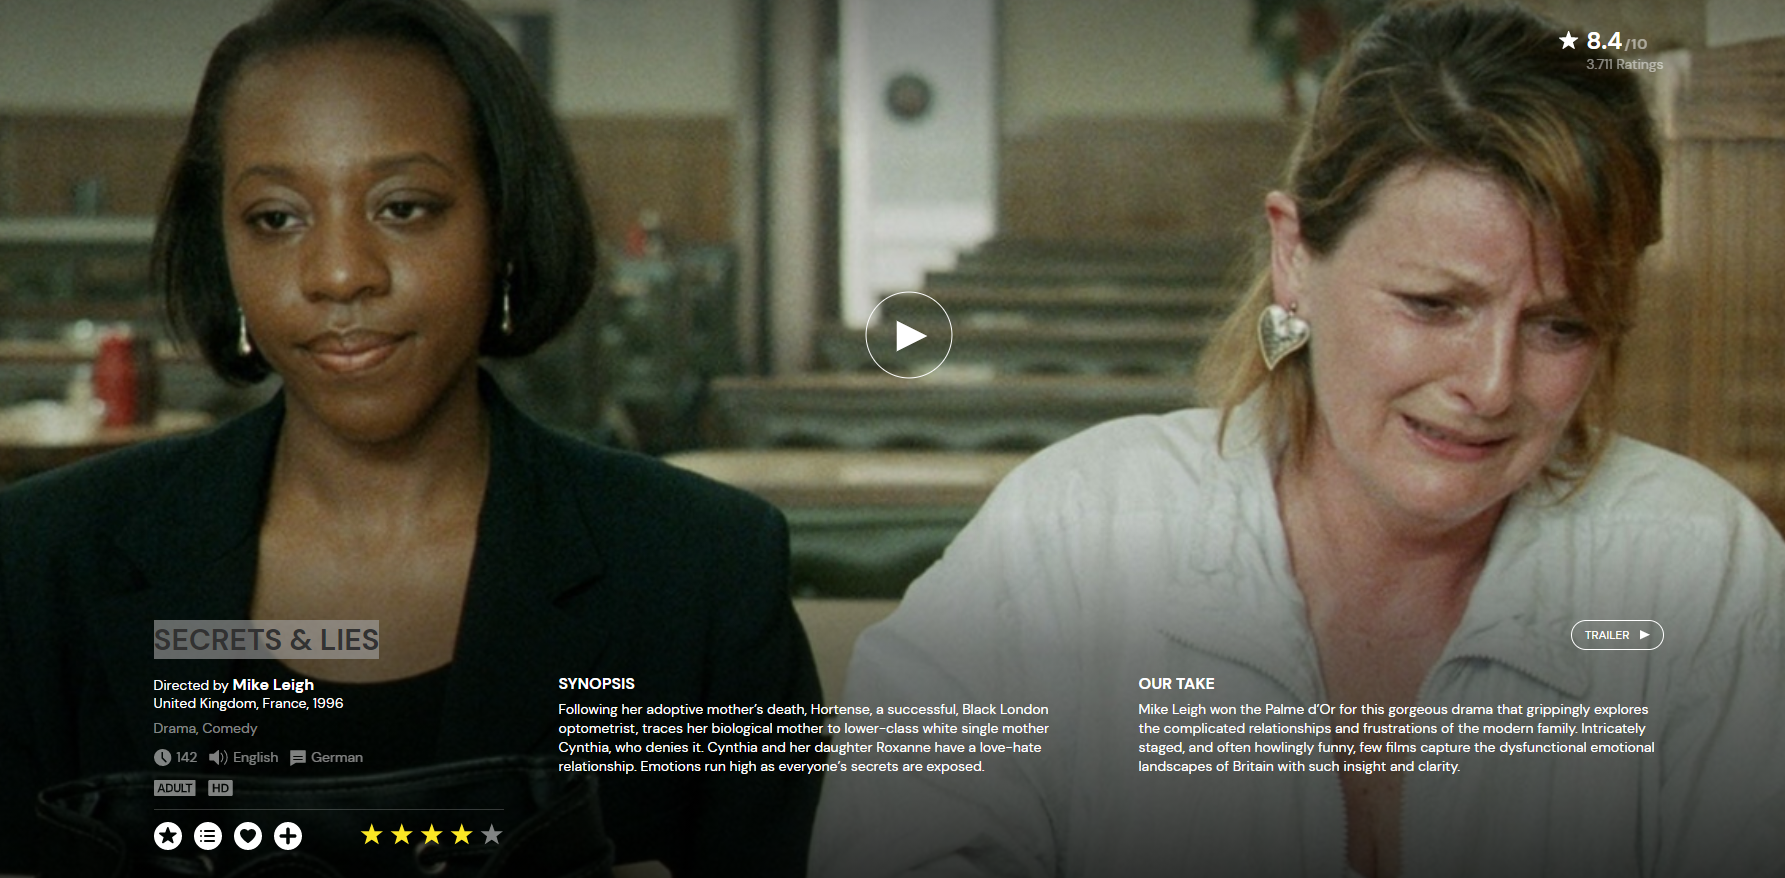 8.4/10
3.711 Ratings
SECRETS & LIES
TRAILER
Directed by Mike Leigh
United Kingdom, France, 1996
Drama, Comedy
142 English German
ADULT HD
SYNOPSIS
Following her adoptive mother’s death, Hortense, a successful, Black London
optometrist, traces her biological mother to lower-class white single mother
Cynthia, who denies it. Cynthia and her daughter Roxanne have a love-hate
relationship. Emotions run high as everyone’s secrets are exposed.
OUR TAKE
Mike Leigh won the Palme d’Or for this gorgeous drama that grippingly explores
the complicated relationships and frustrations of the modern family. Intricately
staged, and often howlingly funny, few films capture the dysfunctional emotional
landscapes of Britain with such insight and clarity.